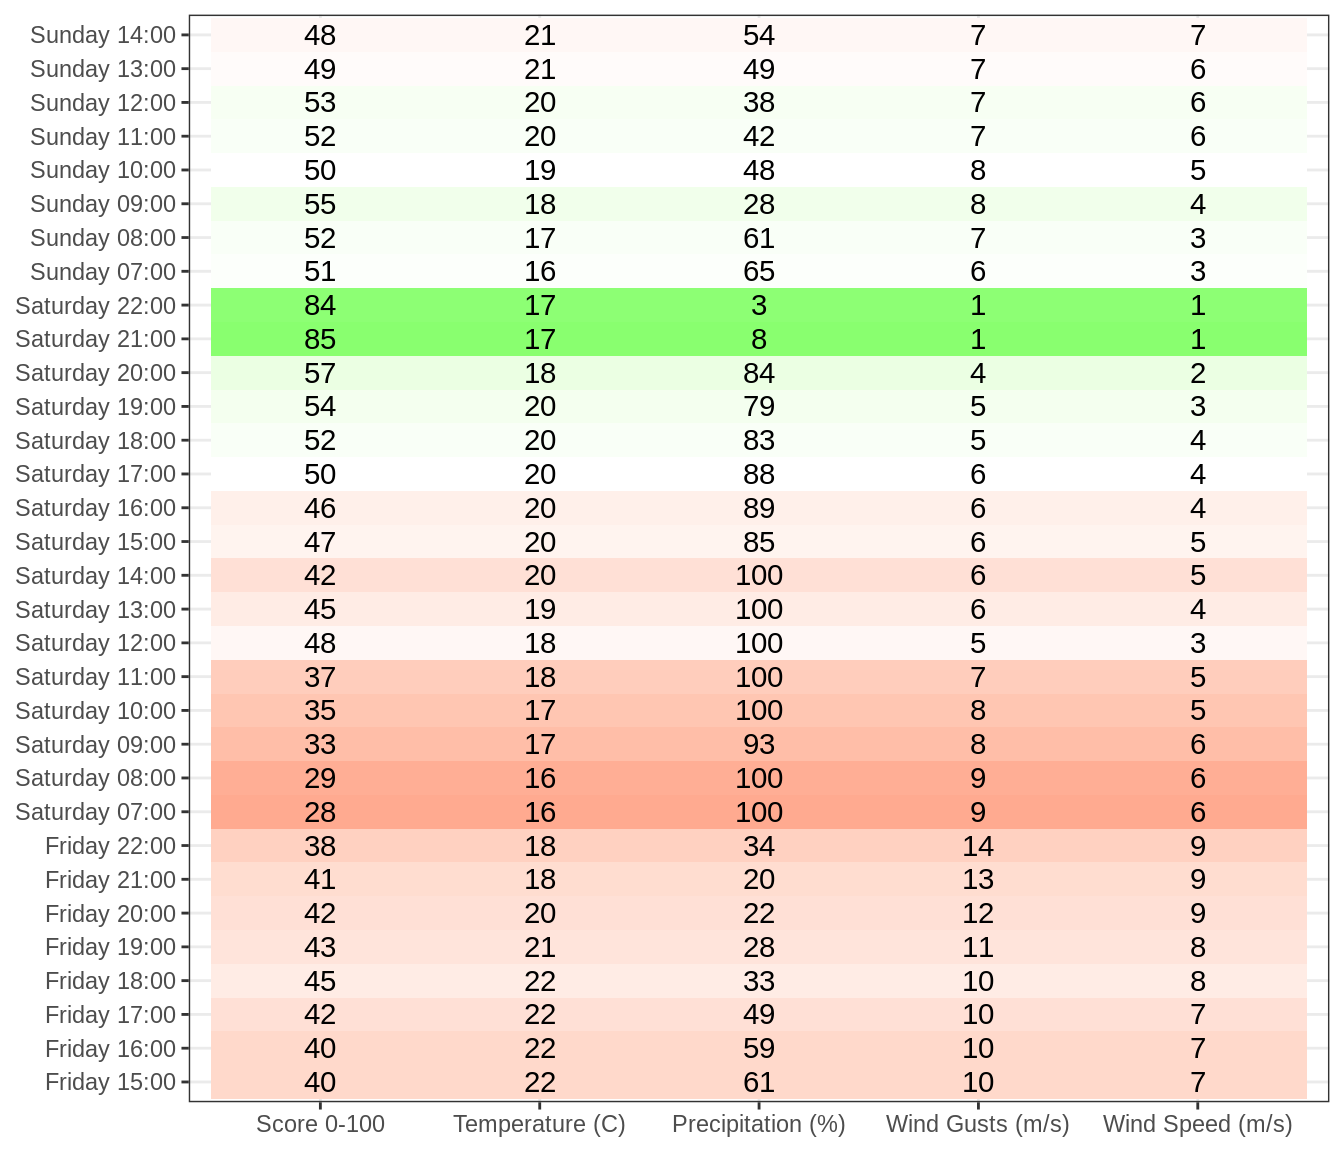 Sunday 14:00 48 21 54 7 7
Sunday 13:00 49 21 49 7 6
Sunday 12:00 53 20 38 7 6
Sunday 11:00 52 20 42 7 6
Sunday 10:00 50 19 48 8 5
Sunday 09:00 55 18 28 8 4
Sunday 08:00 52 17 61 7 3
Sunday 07:00 51 16 65 6 3
Saturday 22:00 84 17 3 1 1
Saturday 21:00 85 17 8 1 1
Saturday 20:00 57 18 84 4 2
Saturday 19:00 54 20 79 5 3
Saturday 18:00 52 20 83 5 4
Saturday 17:00 50 20 88 6 4
Saturday 16:00 46 20 89 6 4
Saturday 15:00 47 20 85 6 5
Saturday 14:00 42 20 100 6 5
Saturday 13:00 45 19 100 6 4
Saturday 12:00 48 18 100 5 3
Saturday 11:00 37 18 100 7 5
Saturday 10:00 35 17 100 8 5
Saturday 09:00 33 17 93 8 6
Saturday 08:00 29 16 100 9 6
Saturday 07:00 28 16 100 9 6
Friday 22:00 38 18 34 14 9
Friday 21:00 41 18 20 13 9
Friday 20:00 42 20 22 12 9
Friday 19:00 43 21 28 11 8
Friday 18:00 45 22 33 10 8
Friday 17:00 42 22 49 10 7
Friday 16:00 40 22 59 10 7
Friday 15:00 40 22 61 10 7
Score 0-100 Temperature (C) Precipitation (%) Wind Gusts (m/s) Wind Speed (m/s)